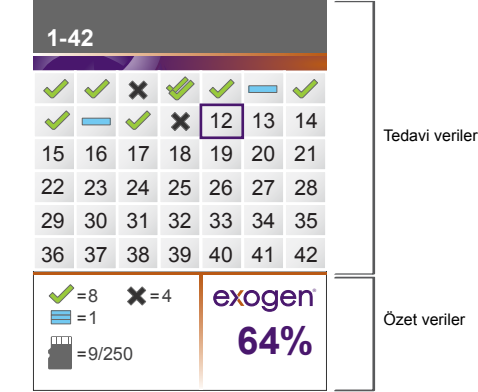 1-42
12 13 14
15 16 17 18 19 20 21
22 23 24 25 26 27 28
29 30 31 32 33 34 35
36 37 38 39 40 41 42
=8 =4
=1
=9/250
exogen
64%
Tedavi veriler
Özet veriler